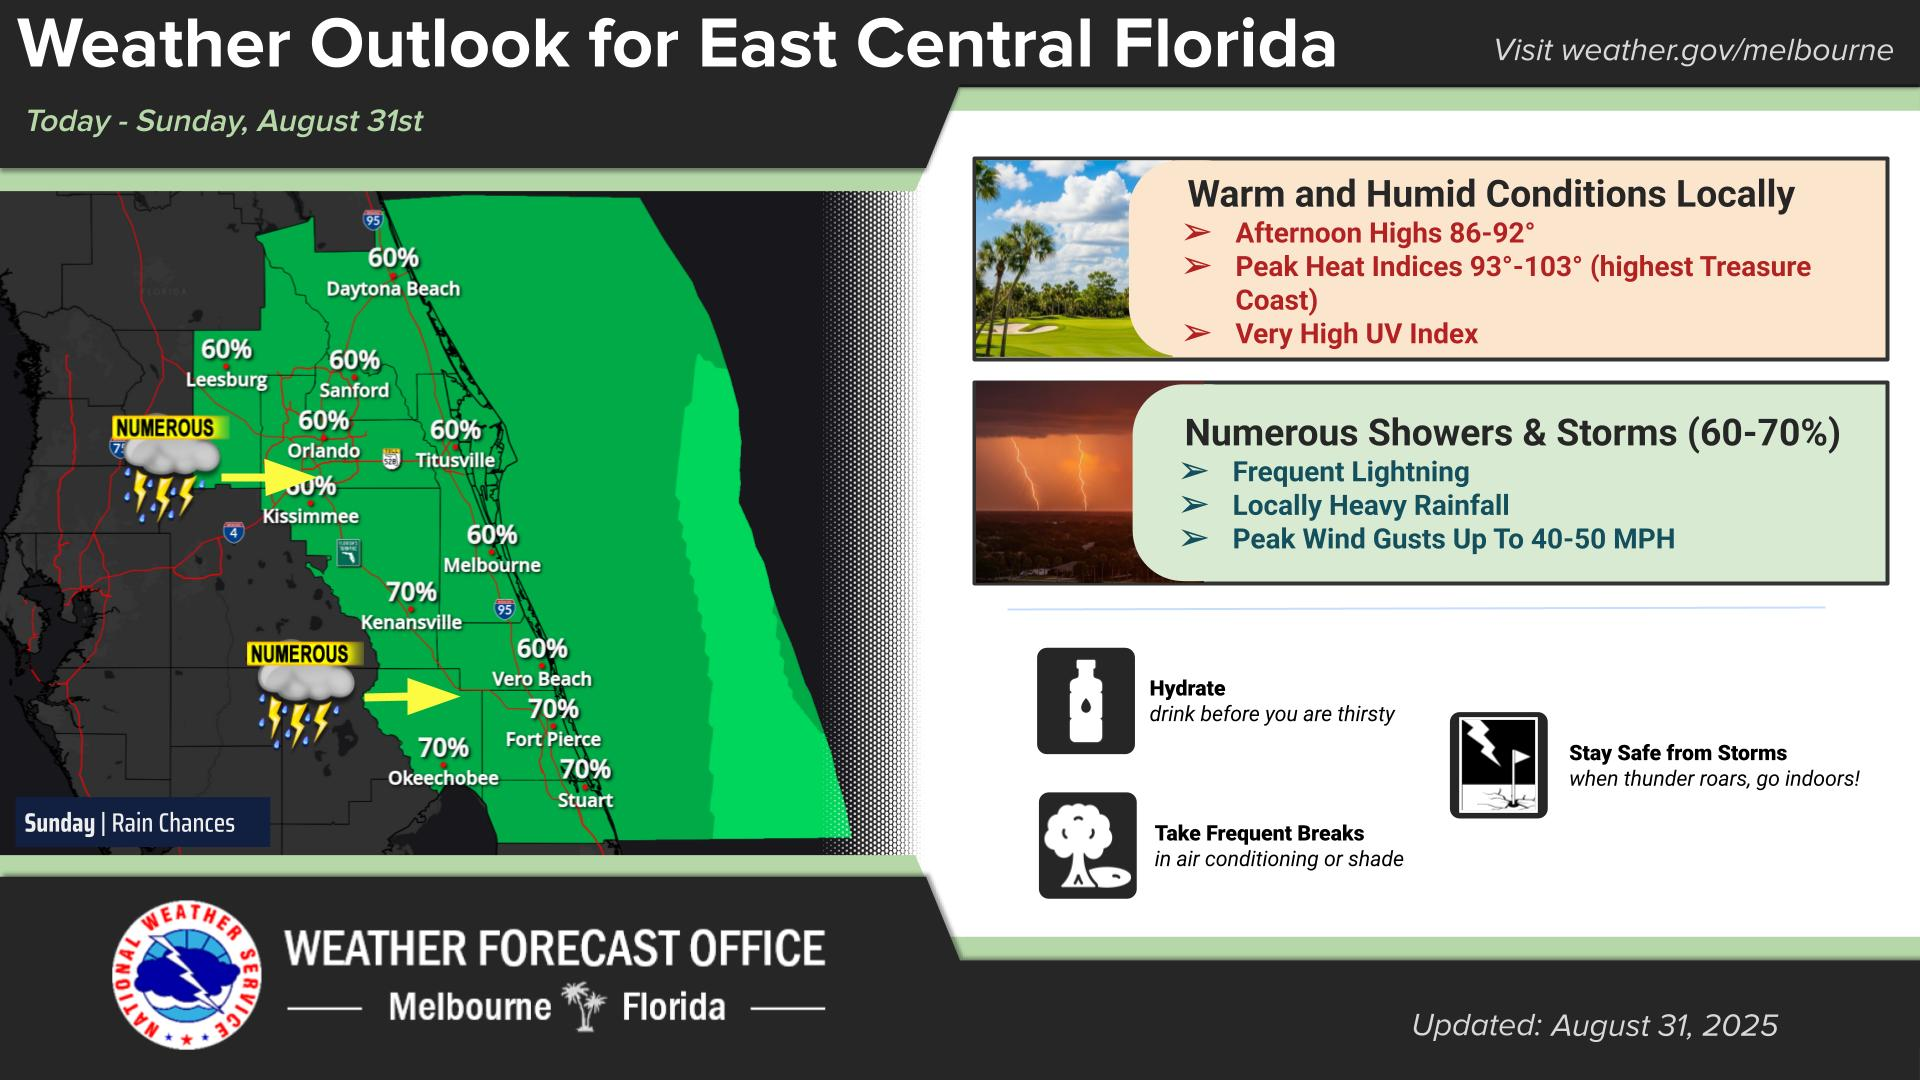 Weather Outlook for East Central Florida
Visit weather.gov/melbourne
Today - Sunday, August 31st
95
60%
Daytona Beach
FLORIDA
60%
Leesburg
60%
Sanford
NUMEROUS
60%
Orlando
528
60%
Titusville
75
60%
Kissimmee
4
60%
Melbourne
70%
Kenansville
95
NUMEROUS
60%
Vero Beach
70%
Fort Pierce
70%
Okeechobee
70%
Stuart
Sunday | Rain Chances
Warm and Humid Conditions Locally
➢ Afternoon Highs 86-92°
➢ Peak Heat Indices 93°-103° (highest Treasure
Coast)
➢ Very High UV Index
Numerous Showers & Storms (60-70%)
➢ Frequent Lightning
➢ Locally Heavy Rainfall
➢ Peak Wind Gusts Up To 40-50 MPH
Hydrate
drink before you are thirsty
Stay Safe from Storms
when thunder roars, go indoors!
Take Frequent Breaks
in air conditioning or shade
NATIONAL WEATHER SERVICE
WEATHER FORECAST OFFICE
Melbourne Florida
Updated: August 31, 2025